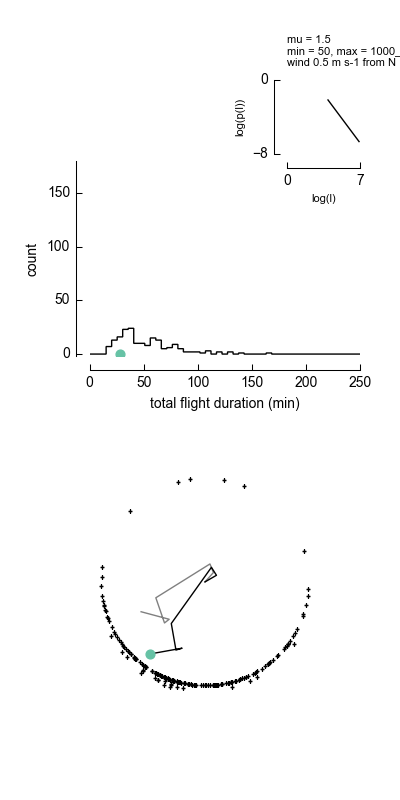 mu = 1.5
min = 50, max = 1000_
wind 0.5 m s-1 from N
0
log(p(l))
−8
0 7
log(l)
150
100
count
50
0
0 50 100 150 200 250
total flight duration (min)